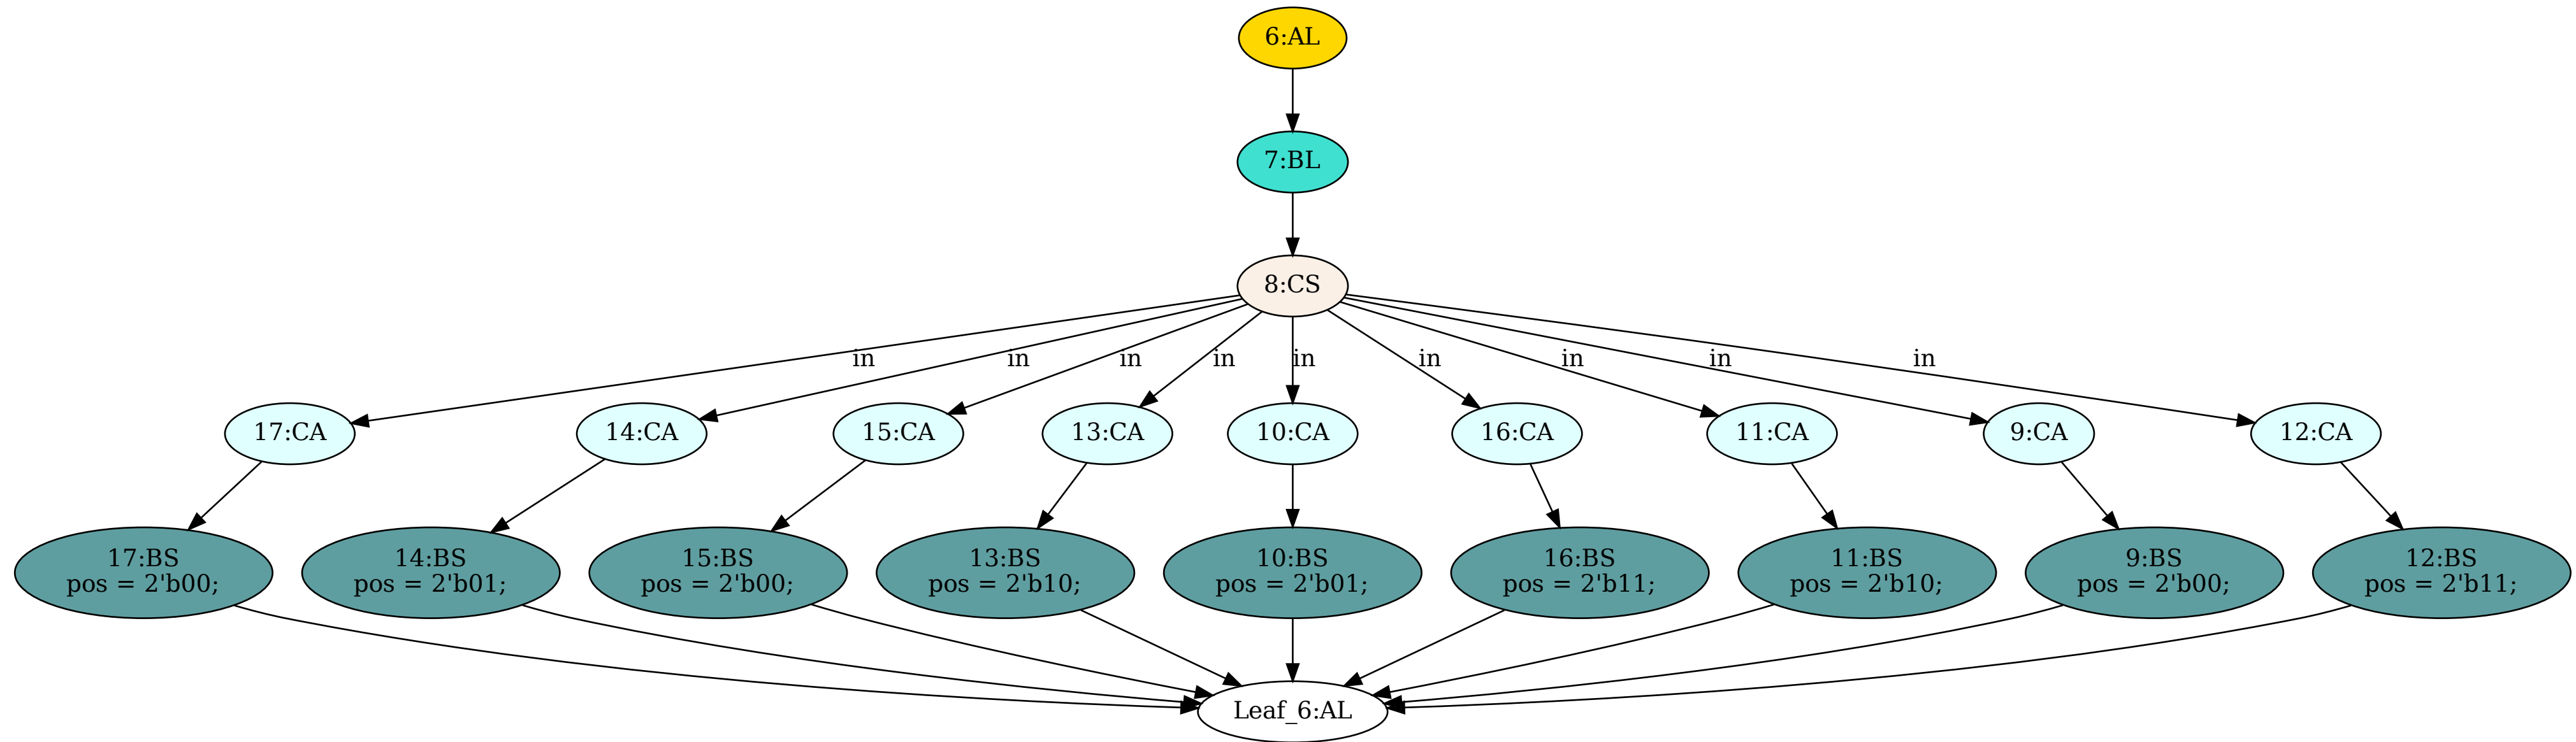 6:AL
7:BL
8:CS
in
in
in
in
in
in
in
in
in
17:CA
14:CA
15:CA
13:CA
10:CA
16:CA
11:CA
9:CA
12:CA
17:BS
pos = 2'b00;
14:BS
pos = 2'b01;
15:BS
pos = 2'b00;
13:BS
pos = 2'b10;
10:BS
pos = 2'b01;
16:BS
pos = 2'b11;
11:BS
pos = 2'b10;
9:BS
pos = 2'b00;
12:BS
pos = 2'b11;
Leaf_6:AL